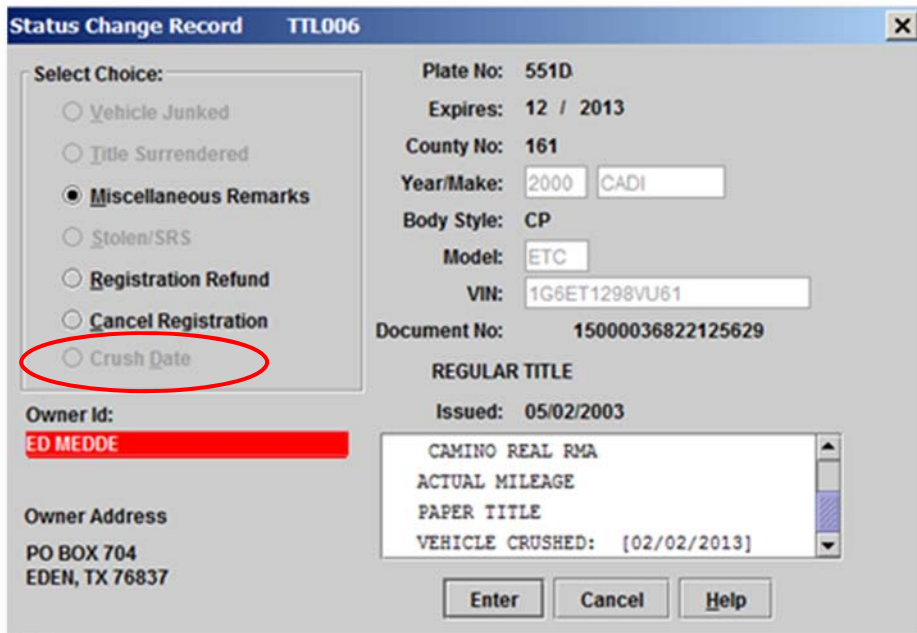 Status Change Record TTL006
Select Choice:
Vehicle Junked
Title Surrendered
Miscellaneous Remarks
Stolen/SRS
Registration Refund
Cancel Registration
Crush Date
Owner Id:
ED MEDDE
Owner Address
PO BOX 704
EDEN, TX 76837
Plate No: 551D
Expires: 12 / 2013
County No: 161
Year/Make: 2000 CADI
Body Style: CP
Model: ETC
VIN: 1G6ET1298VU61
Document No: 15000036822125629
REGULAR TITLE
Issued: 05/02/2003
CAMINO REAL RMA
ACTUAL MILEAGE
PAPER TITLE
VEHICLE CRUSHED: [02/02/2013]
Enter Cancel Help